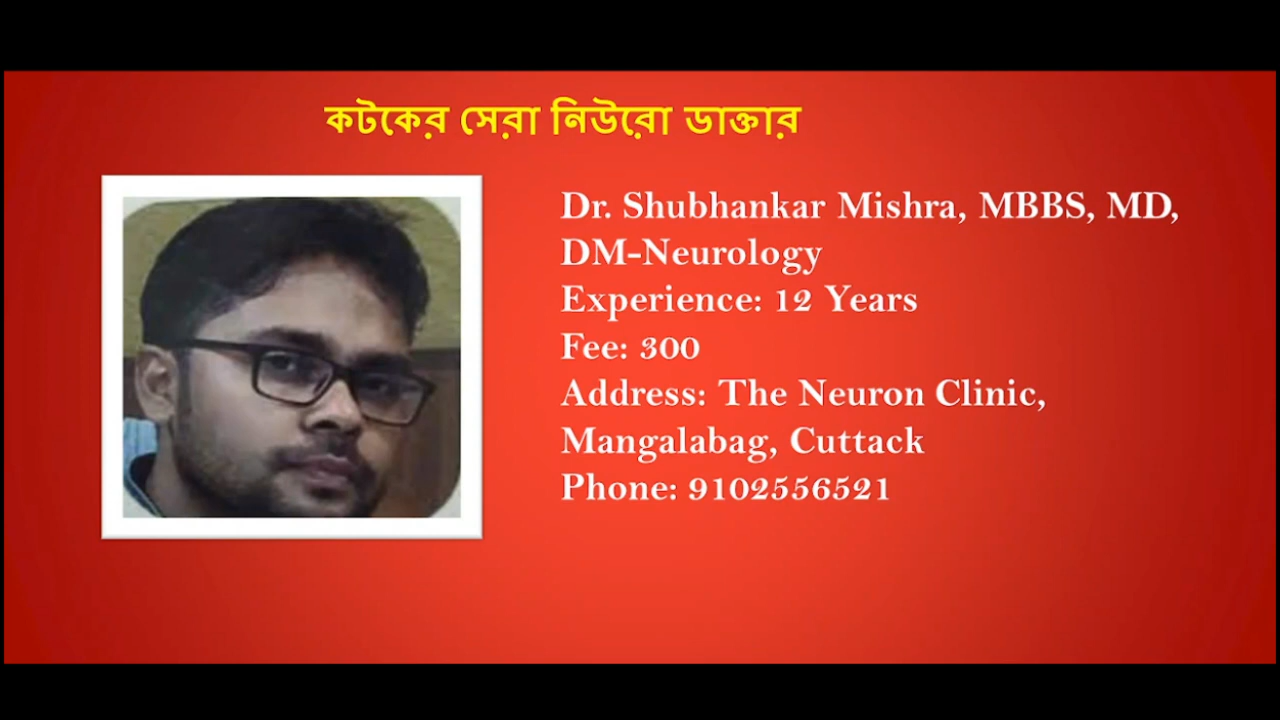 কটকের সেরা নিউরো ডাক্তার
Dr. Shubhankar Mishra, MBBS, MD,
DM-Neurology
Experience: 12 Years
Fee: 300
Address: The Neuron Clinic,
Mangalabag, Cuttack
Phone: 9102556521